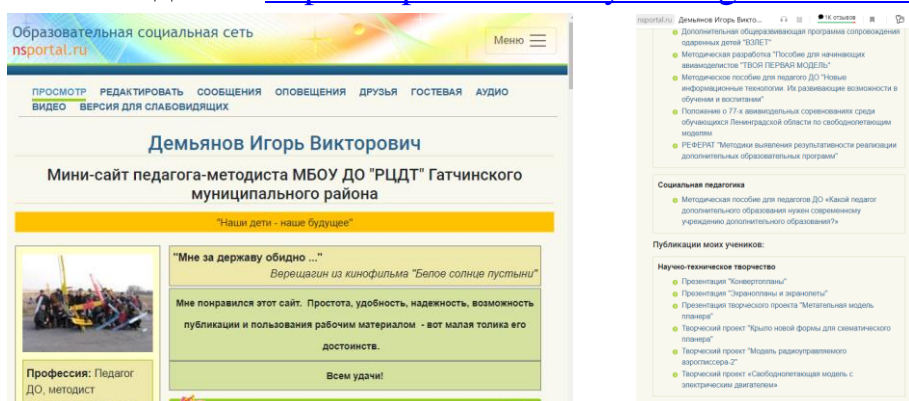 Образовательная социальная сеть
nsportal.ru
Меню
ПРОСМОТР РЕДАКТИРОВАТЬ СООБЩЕНИЯ ОПОВЕЩЕНИЯ ДРУЗЬЯ ГОСТЕВАЯ АУДИО
ВИДЕО ВЕРСИЯ ДЛЯ СЛАБОВИДЯЩИХ
Демьянов Игорь Викторович
Мини-сайт педагога-методиста МБОУ ДО "РЦДТ" Гатчинского
муниципального района
"Наши дети - наше будущее"
"Мне за державу обидно ..."
Верещагин из кинофильма "Белое солнце пустыни"
Мне понравился этот сайт. Простота, удобность, надежность, возможность
публикации и пользования рабочим материалом - вот малая толика его
достоинств.
Всем удачи!
Профессия: Педагог
ДО, методист
nsportal.ru Демьянов Игорь Викто... 1K отзывов
Дополнительная общеразвивающая программа сопровождения
одаренных детей "ВЗЛЕТ"
Методическая разработка "Пособие для начинающих
авиамоделистов "ТВОЯ ПЕРВАЯ МОДЕЛЬ"
Методическое пособие для педагого ДО "Новые
информационные технологии. Их развивающие возможности в
обучении и воспитании"
Положение о 77-х авиамодельных соревнованиях среди
обучающихся Ленинградской области по свободнолетающим
моделям
РЕФЕРАТ "Методики выявления результативности реализации
дополнительных образовательных программ"
Социальная педагогика
Методическая пособие для педагогов ДО «Какой педагог
дополнительного образования нужен современному
учреждению дополнительного образования?»
Публикации моих учеников:
Научно-техническое творчество
Презентация "Конвертопланы"
Презентация "Экранопланы и экранолеты"
Презентация творческого проекта "Метательная модель
планера"
Творческий проект "Крыло новой формы для схематического
планера"
Творческий проект "Модель радиоуправляемого
аэроглиссера-2"
Творческий проект «Свободнолетающая модель с
электрическим двигателем»